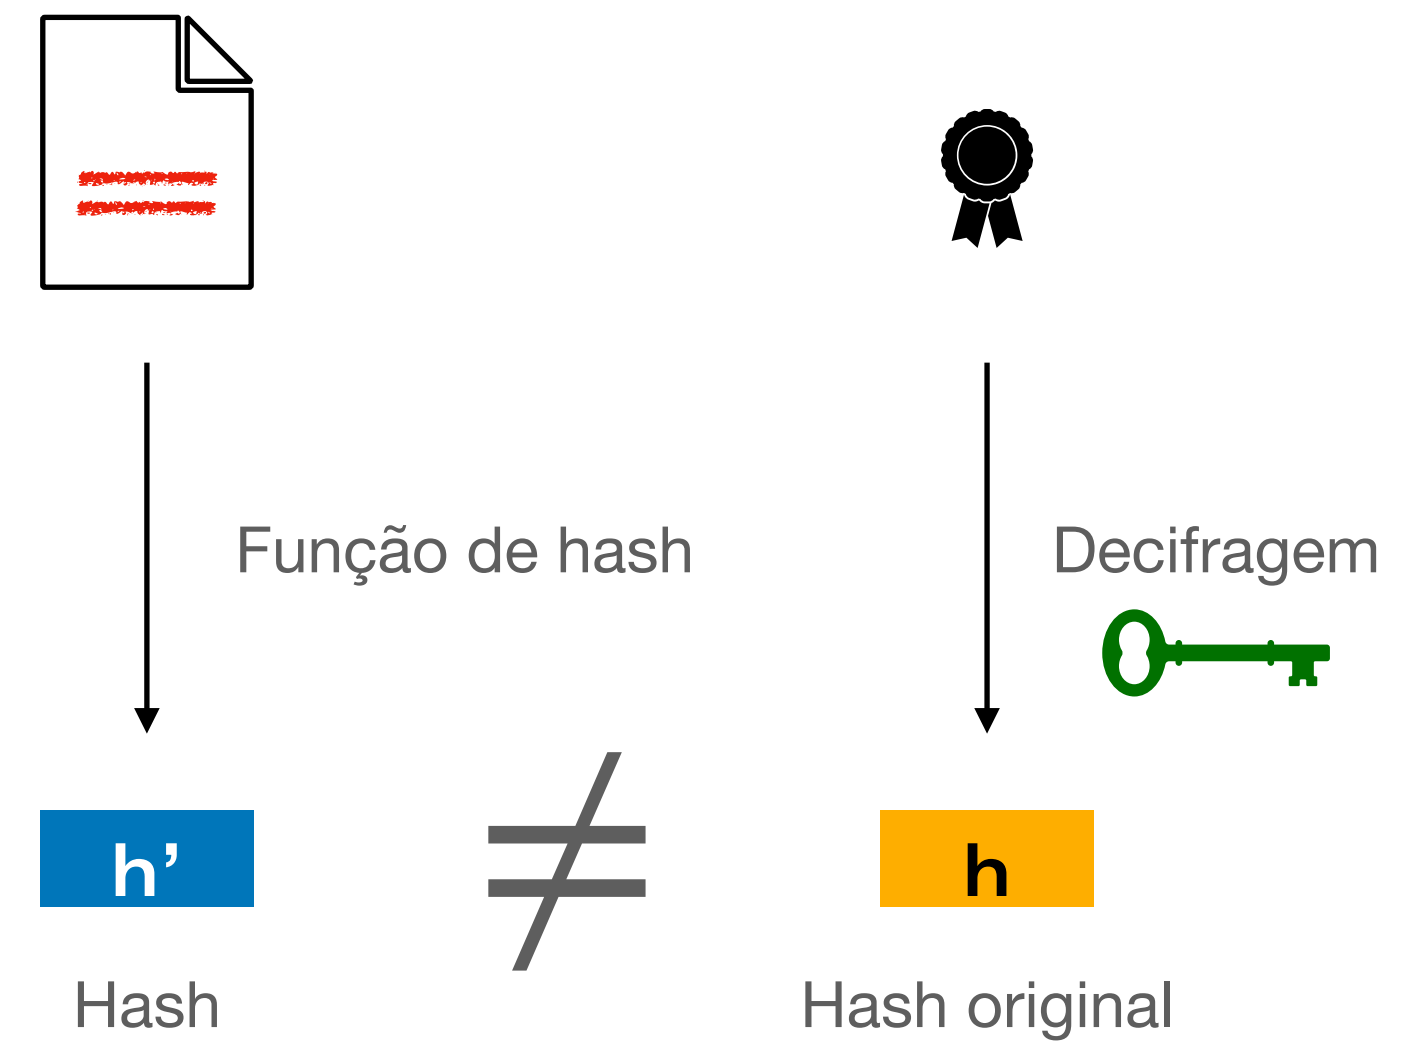 Função de hash
Decifragem
h’
≠
h
Hash
Hash original